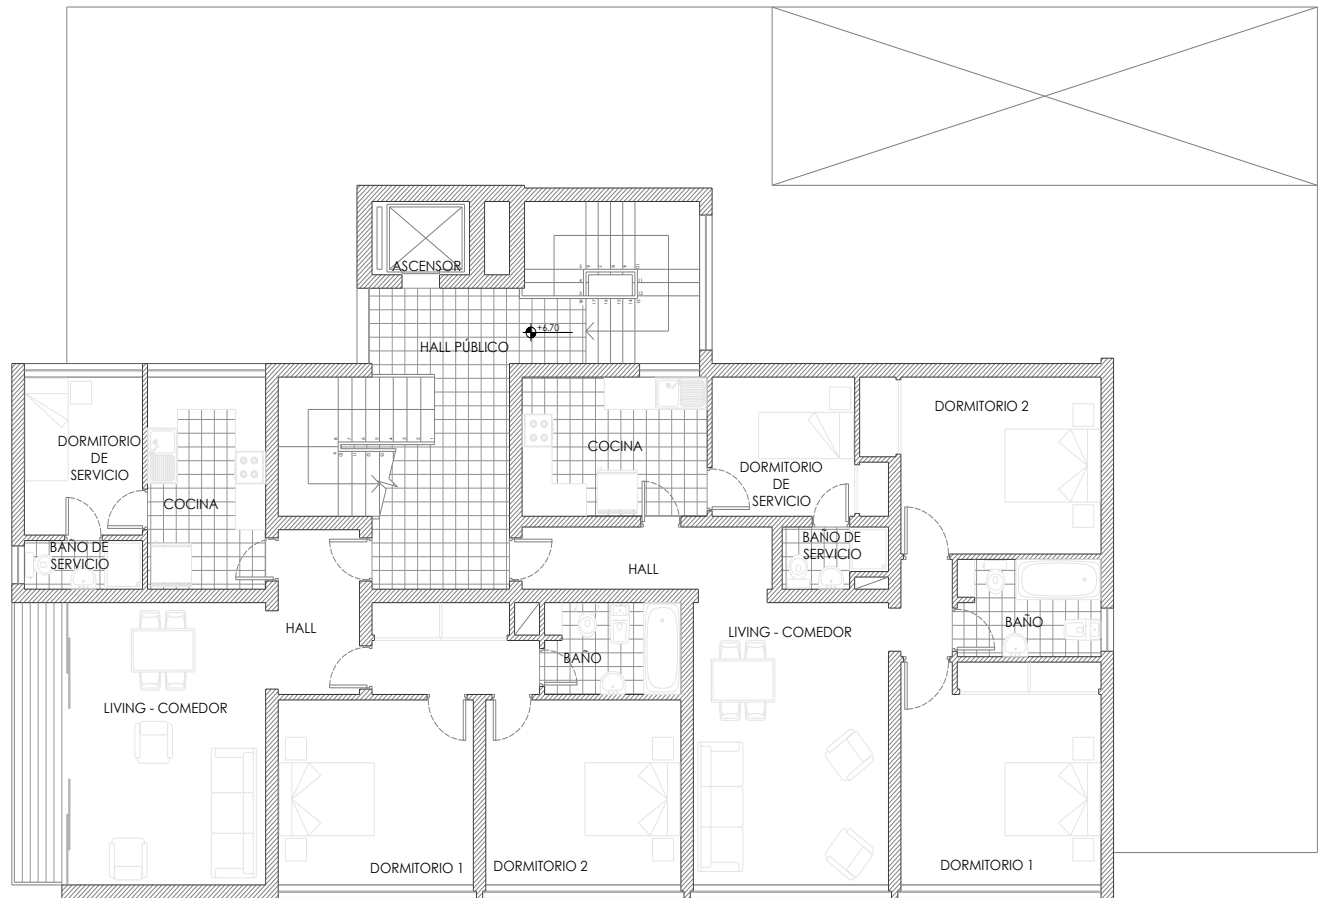 ASCENSOR
+6.70
HALL PÚBLICO
DORMITORIO 2
DORMITORIO
DE
SERVICIO
COCINA
COCINA
DORMITORIO
DE
SERVICIO
BAÑO DE
SERVICIO
BAÑO DE
SERVICIO
HALL
HALL
LIVING - COMEDOR
BAÑO
BAÑO
LIVING - COMEDOR
DORMITORIO 1
DORMITORIO 2
DORMITORIO 1